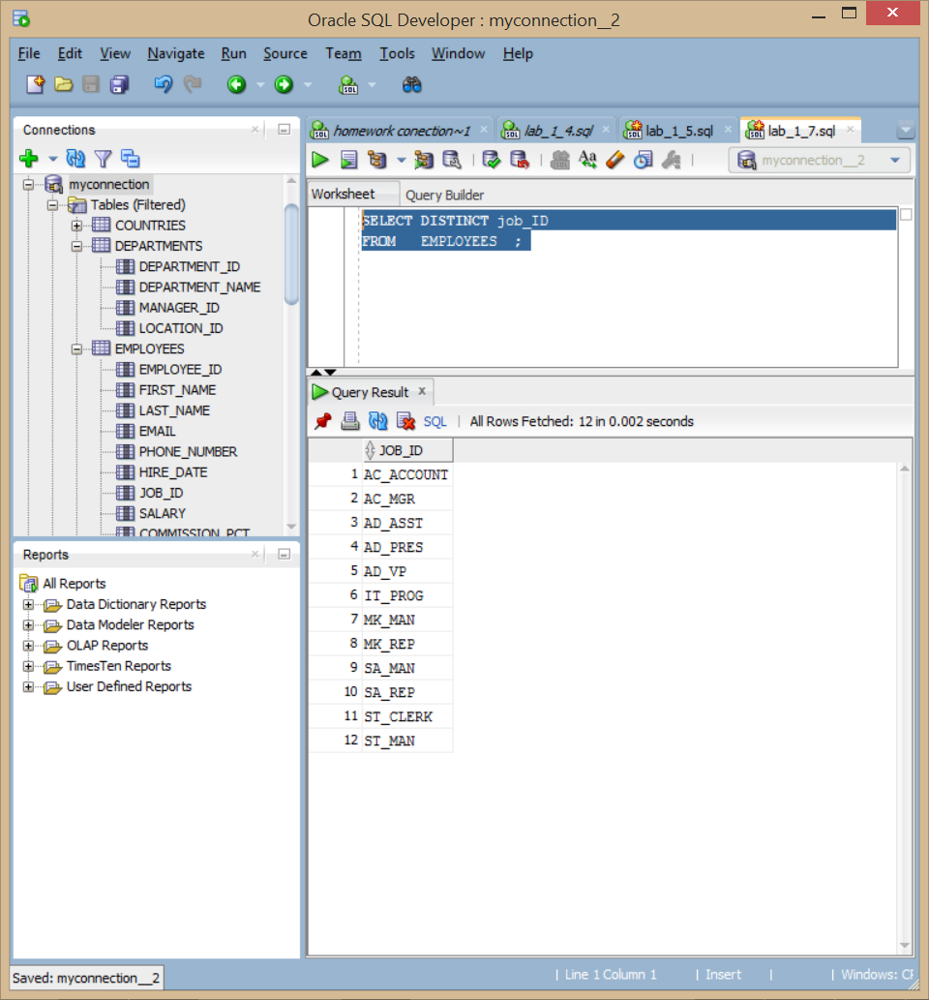 Oracle SQL Developer : myconnection__2
File Edit View Navigate Run Source Team Tools Window Help
Connections
myconnection
Tables (Filtered)
COUNTRIES
DEPARTMENTS
DEPARTMENT_ID
DEPARTMENT_NAME
MANAGER_ID
LOCATION_ID
EMPLOYEES
EMPLOYEE_ID
FIRST_NAME
LAST_NAME
EMAIL
PHONE_NUMBER
HIRE_DATE
JOB_ID
SALARY
COMMISSION_PCT
Reports
All Reports
Data Dictionary Reports
Data Modeler Reports
OLAP Reports
TimesTen Reports
User Defined Reports
homework conection~1 lab_1_4.sql lab_1_5.sql lab_1_7.sql
myconnection__2
Worksheet Query Builder
SELECT DISTINCT job_ID
FROM EMPLOYEES ;
Query Result
SQL | All Rows Fetched: 12 in 0.002 seconds
JOB_ID
1 AC_ACCOUNT
2 AC_MGR
3 AD_ASST
4 AD_PRES
5 AD_VP
6 IT_PROG
7 MK_MAN
8 MK_REP
9 SA_MAN
10 SA_REP
11 ST_CLERK
12 ST_MAN
Saved: myconnection__2
| Line 1 Column 1 | Insert | | Windows: